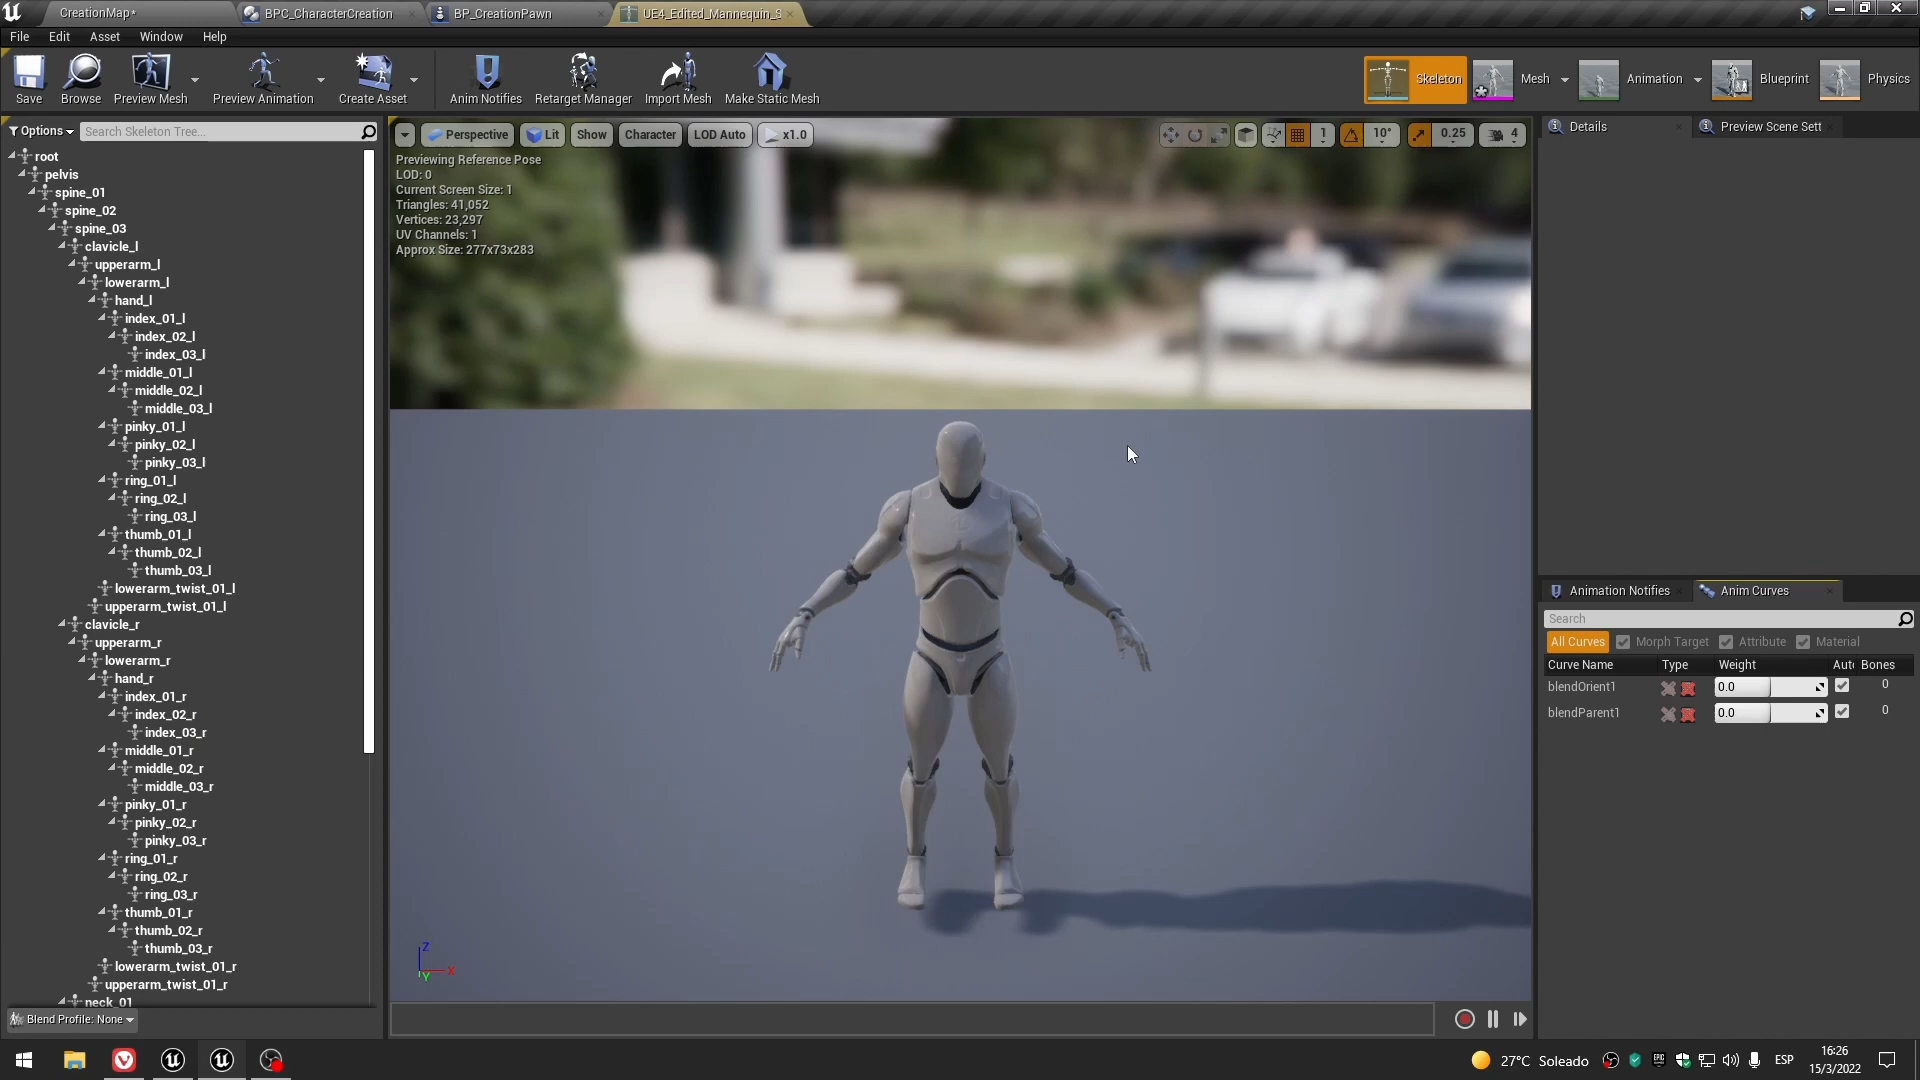 CreationMap*
BPC_CharacterCreation
BP_CreationPawn
UE4_Edited_Mannequin_S
File
Edit
Asset
Window
Help
Save
Browse
Preview Mesh
Preview Animation
Create Asset
Anim Notifies
Retarget Manager
Import Mesh
Make Static Mesh
Skeleton
Mesh
Animation
Blueprint
Physics
Options
Search Skeleton Tree...
root
pelvis
spine_01
spine_02
spine_03
clavicle_l
upperarm_l
lowerarm_l
hand_l
index_01_l
index_02_l
index_03_l
middle_01_l
middle_02_l
middle_03_l
pinky_01_l
pinky_02_l
pinky_03_l
ring_01_l
ring_02_l
ring_03_l
thumb_01_l
thumb_02_l
thumb_03_l
lowerarm_twist_01_l
upperarm_twist_01_l
clavicle_r
upperarm_r
lowerarm_r
hand_r
index_01_r
index_02_r
index_03_r
middle_01_r
middle_02_r
middle_03_r
pinky_01_r
pinky_02_r
pinky_03_r
ring_01_r
ring_02_r
ring_03_r
thumb_01_r
thumb_02_r
thumb_03_r
lowerarm_twist_01_r
upperarm_twist_01_r
neck_01
Blend Profile: None
Perspective
Lit
Show
Character
LOD Auto
x1.0
1
10°
0.25
4
Previewing Reference Pose
LOD: 0
Current Screen Size: 1
Triangles: 41,052
Vertices: 23,297
UV Channels: 1
Approx Size: 277x73x283
Z
X
Y
Details
Preview Scene Sett
Animation Notifies
Anim Curves
Search
All Curves
Morph Target
Attribute
Material
Curve Name
Type
Weight
Auto
Bones
blendOrient1
0.0
0
blendParent1
0.0
0
27°C Soleado
ESP
16:26
15/3/2022